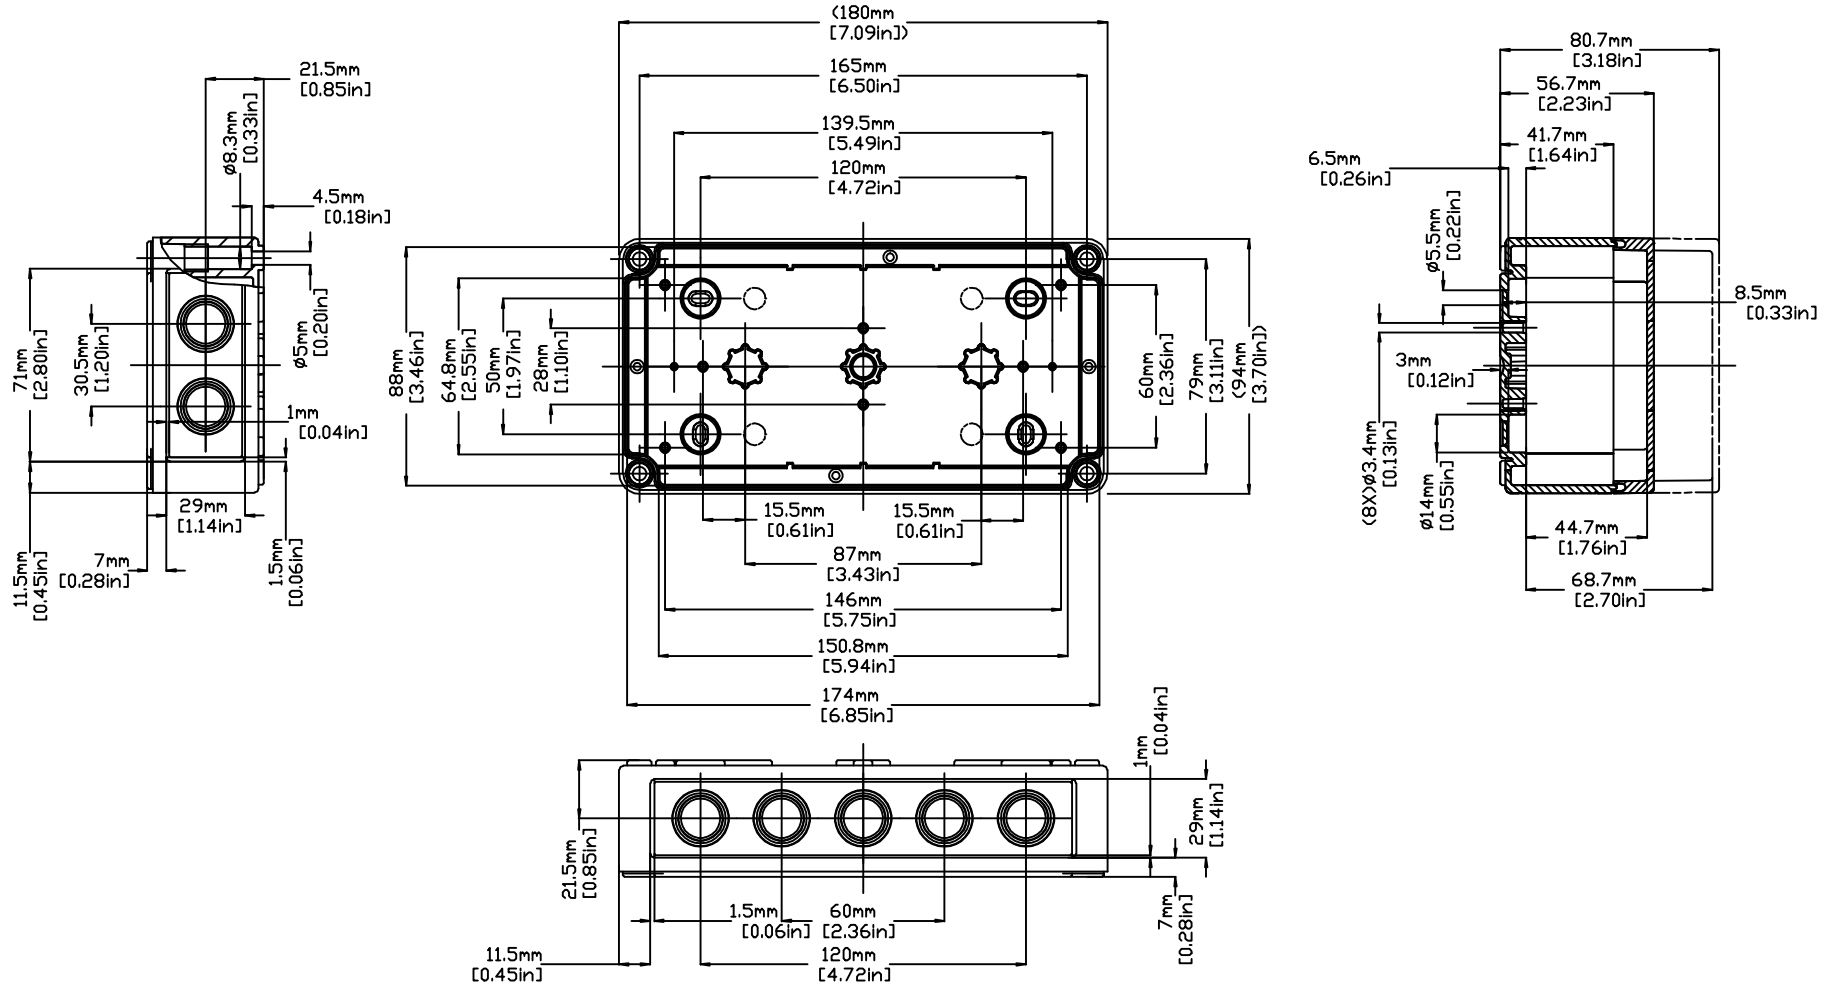 (180mm
[7.09in])
165mm
[6.50in]
139.5mm
[5.49in]
120mm
[4.72in]
21.5mm
[0.85in]
Ø8.3mm
[0.33in]
4.5mm
[0.18in]
Ø5mm
[0.20in]
71mm
[2.80in]
30.5mm
[1.20in]
1mm
[0.04in]
29mm
[1.14in]
7mm
[0.28in]
11.5mm
[0.45in]
1.5mm
[0.06in]
88mm
[3.46in]
64.8mm
[2.55in]
50mm
[1.97in]
28mm
[1.10in]
60mm
[2.36in]
79mm
[3.11in]
(94mm
[3.70in])
15.5mm
[0.61in]
15.5mm
[0.61in]
87mm
[3.43in]
146mm
[5.75in]
150.8mm
[5.94in]
174mm
[6.85in]
80.7mm
[3.18in]
56.7mm
[2.23in]
41.7mm
[1.64in]
6.5mm
[0.26in]
Ø5.5mm
[0.22in]
8.5mm
[0.33in]
3mm
[0.12in]
(8X)Ø3.4mm
[0.13in]
Ø14mm
[0.55in]
44.7mm
[1.76in]
68.7mm
[2.70in]
1mm
[0.04in]
29mm
[1.14in]
21.5mm
[0.85in]
7mm
[0.28in]
1.5mm
[0.06in]
60mm
[2.36in]
11.5mm
[0.45in]
120mm
[4.72in]